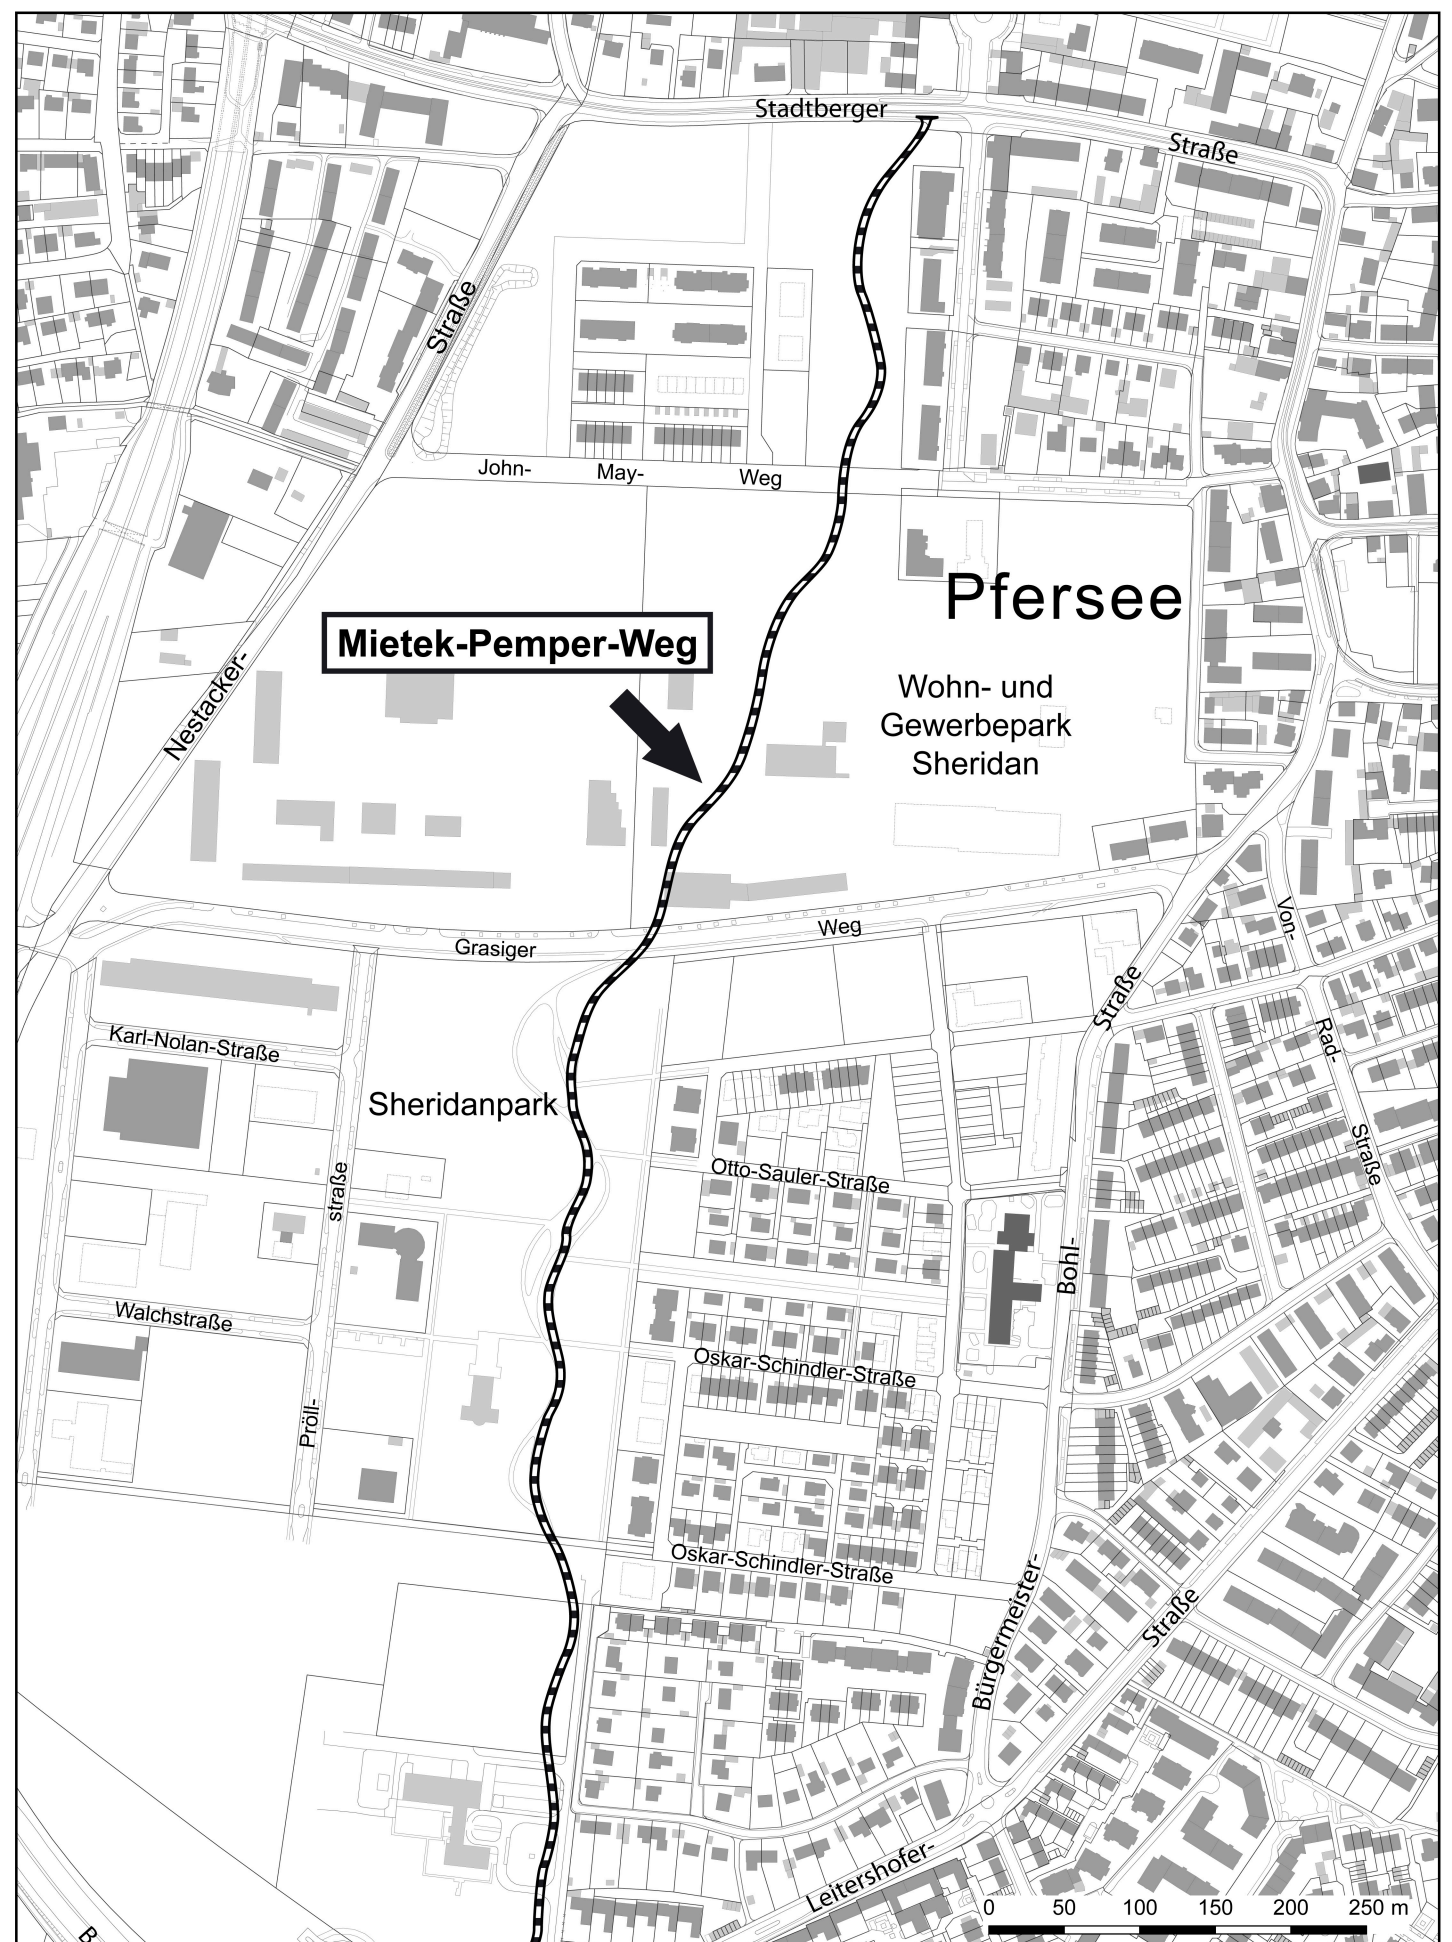 Stadtberger
Straße
Straße
John-
May-
Weg
Pfersee
Mietek-Pemper-Weg
Nestacker-
Wohn- und
Gewerbepark
Sheridan
Von-
Weg
Grasiger
Straße
Karl-Nolan-Straße
Rad-
Sheridanpark
Straße
Otto-Sauler-Straße
straße
Bohl-
Walchstraße
Oskar-Schindler-Straße
Pröll-
Oskar-Schindler-Straße
Bürgermeister-
Straße
Leitershofer-
0 50 100 150 200 250 m
B